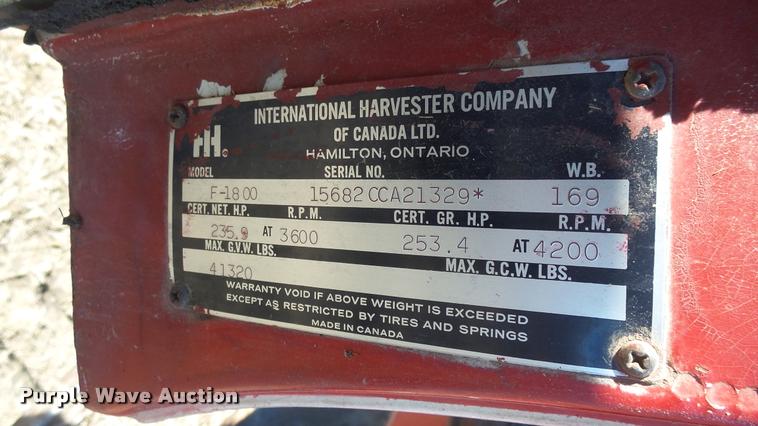 INTERNATIONAL HARVESTER COMPANY
OF CANADA LTD.
IH®
HAMILTON, ONTARIO
MODEL SERIAL NO. W.B.
F-1800 15682CCA21329* 169
CERT. NET. H.P. R.P.M. CERT. GR. H.P. R.P.M.
235.9 AT 3600 253.4 AT 4200
MAX. G.V.W. LBS. MAX. G.C.W. LBS.
41320
WARRANTY VOID IF ABOVE WEIGHT IS EXCEEDED
EXCEPT AS RESTRICTED BY TIRES AND SPRINGS
MADE IN CANADA
Purple Wave Auction